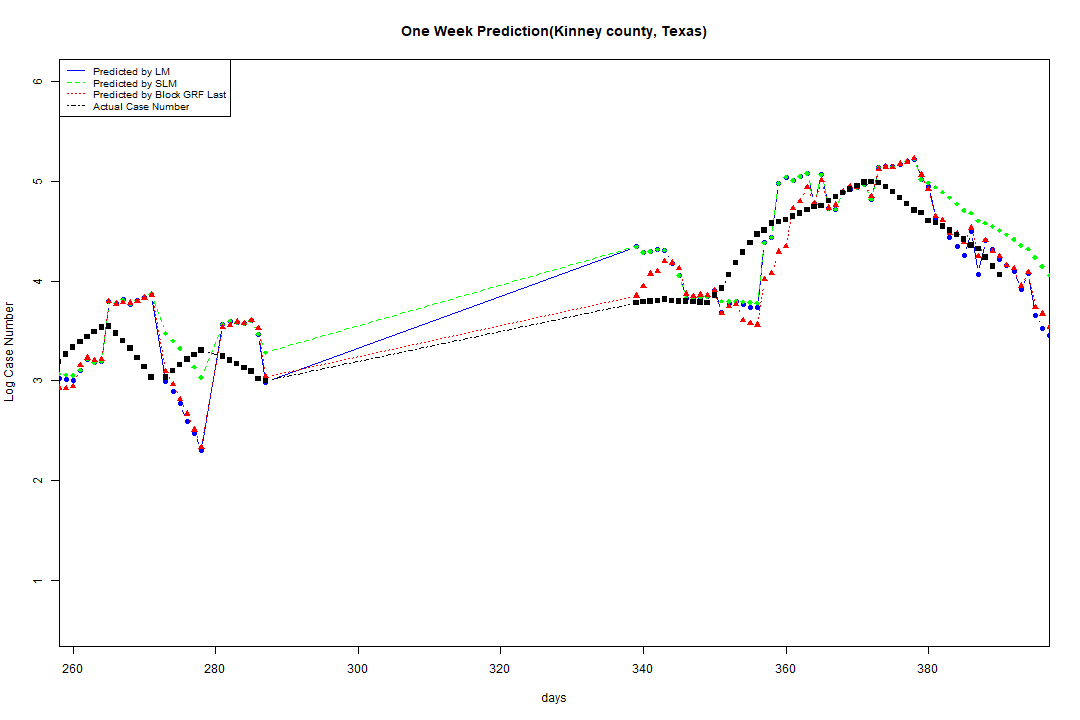 One Week Prediction(Kinney county, Texas)
Predicted by LM
Predicted by SLM
Predicted by Block GRF Last
Actual Case Number
6
5
4
3
2
1
Log Case Number
260 280 300 320 340 360 380
days